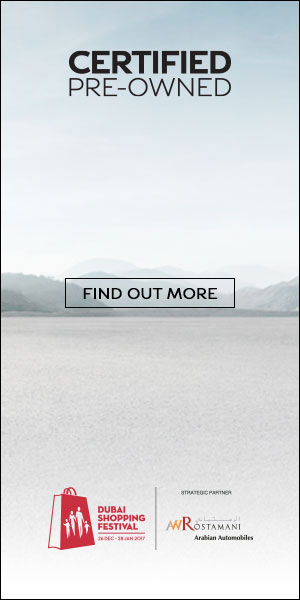 CERTIFIED
PRE-OWNED
FIND OUT MORE
DUBAI
SHOPPING
FESTIVAL
26 DEC - 28 JAN 2017
STRATEGIC PARTNER
الرستماني
AWROSTAMANI
Arabian Automobiles